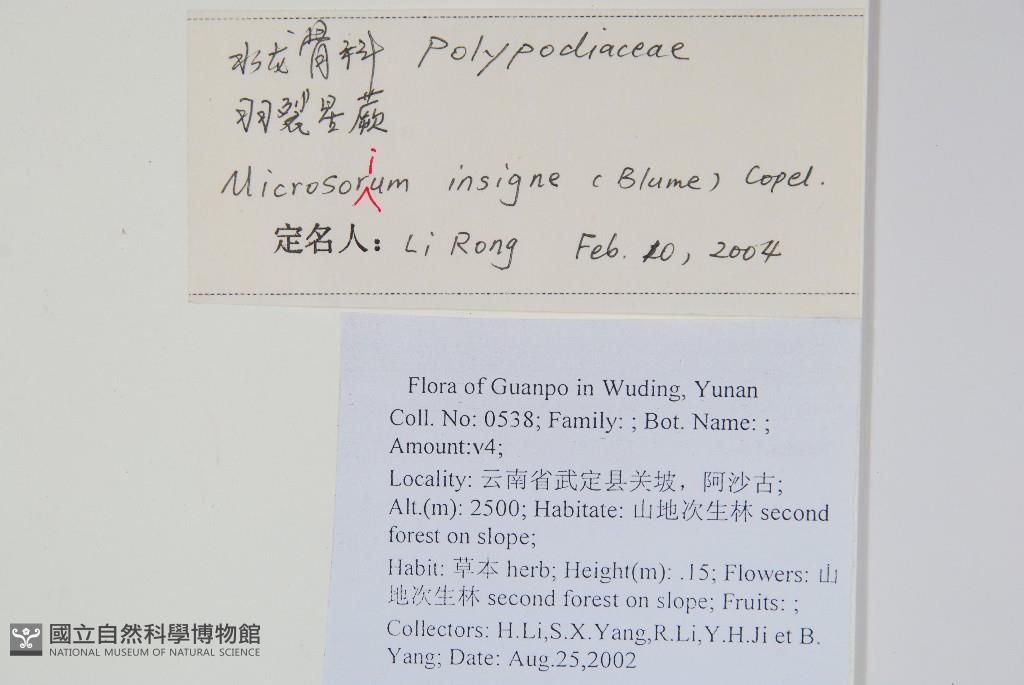 水龙骨科 Polypodiaceae
羽裂星蕨
Microsorium insigne (Blume) Copel.
定名人：Li Rong Feb. 10, 2004
Flora of Guanpo in Wuding, Yunan
Coll. No: 0538; Family: ; Bot. Name: ;
Amount:v4;
Locality: 云南省武定县关坡，阿沙古;
Alt.(m): 2500; Habitate: 山地次生林 second
forest on slope;
Habit: 草本 herb; Height(m): .15; Flowers: 山
地次生林 second forest on slope; Fruits: ;
Collectors: H.Li,S.X.Yang,R.Li,Y.H.Ji et B.
Yang; Date: Aug.25,2002
國立自然科學博物館
NATIONAL MUSEUM OF NATURAL SCIENCE